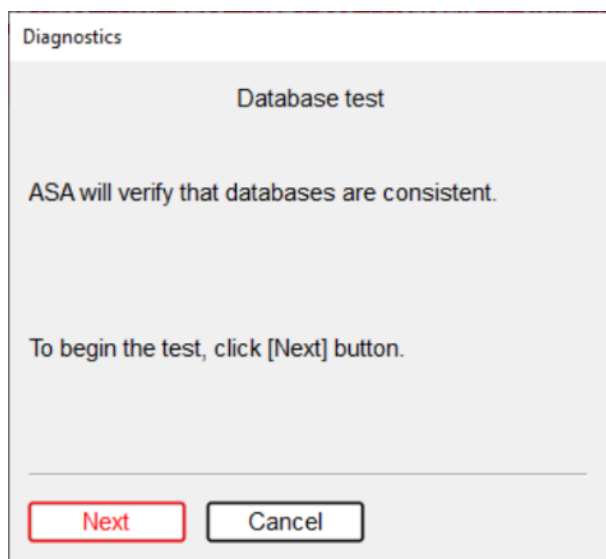 Diagnostics
Database test
ASA will verify that databases are consistent.
To begin the test, click [Next] button.
Next
Cancel